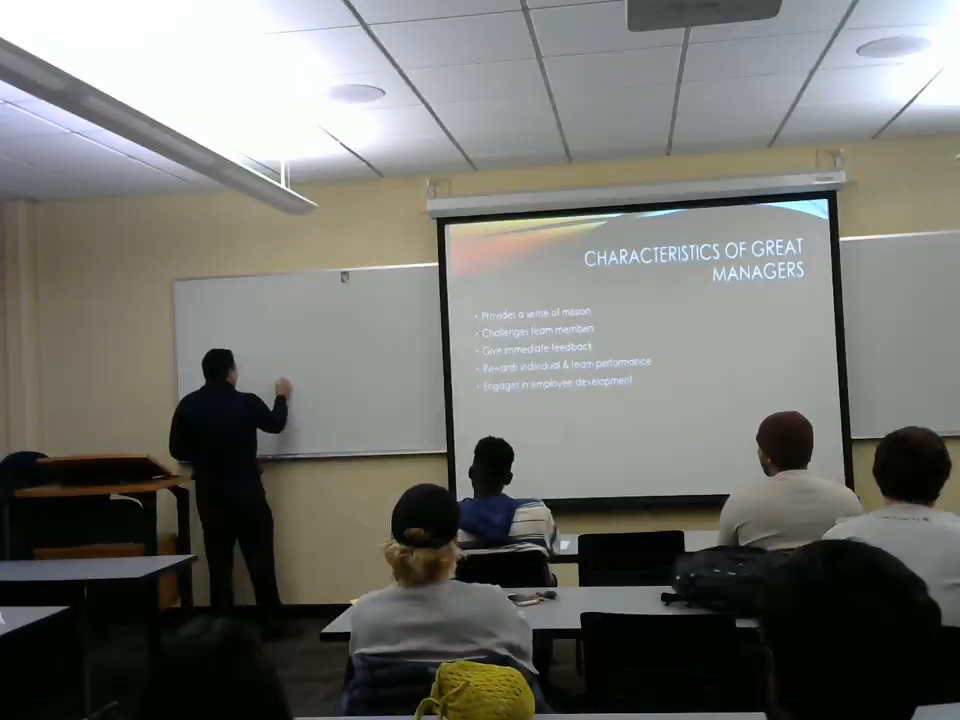 CHARACTERISTICS OF GREAT
MANAGERS
• Provides a sense of mission
• Challenges team members
• Give immediate feedback
• Rewards individual & team performance
• Engages in employee development